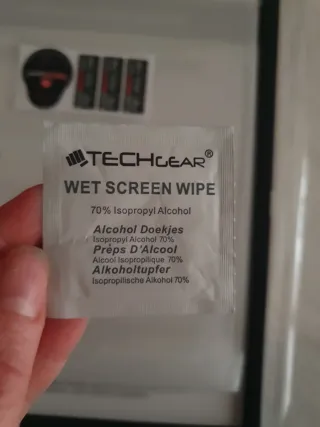 TECHGEAR®
WET SCREEN WIPE
70% Isopropyl Alcohol
Alcohol Doekjes
Isopropyl Alcohol 70%
Prèps D'Alcool
Alcool Isopropilique 70%
Alkoholtupfer
Isopropilische Alkohol 70%